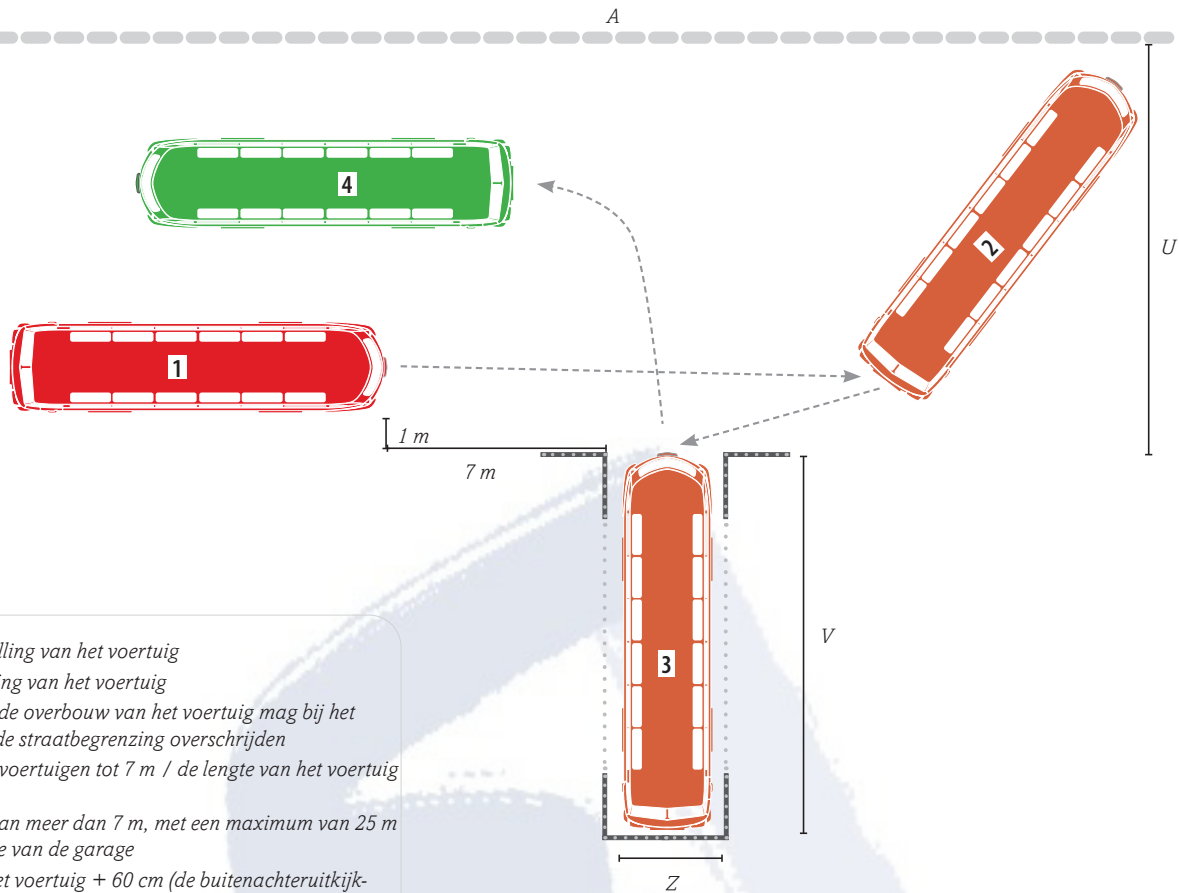 A
4
2
U
1
1 m
7 m
3
V
lling van het voertuig
ing van het voertuig
de overbouw van het voertuig mag bij het
de straatbegrenzing overschrijden
voertuigen tot 7 m / de lengte van het voertuig
an meer dan 7 m, met een maximum van 25 m
e van de garage
et voertuig + 60 cm (de buitenachteruitkijk-
Z